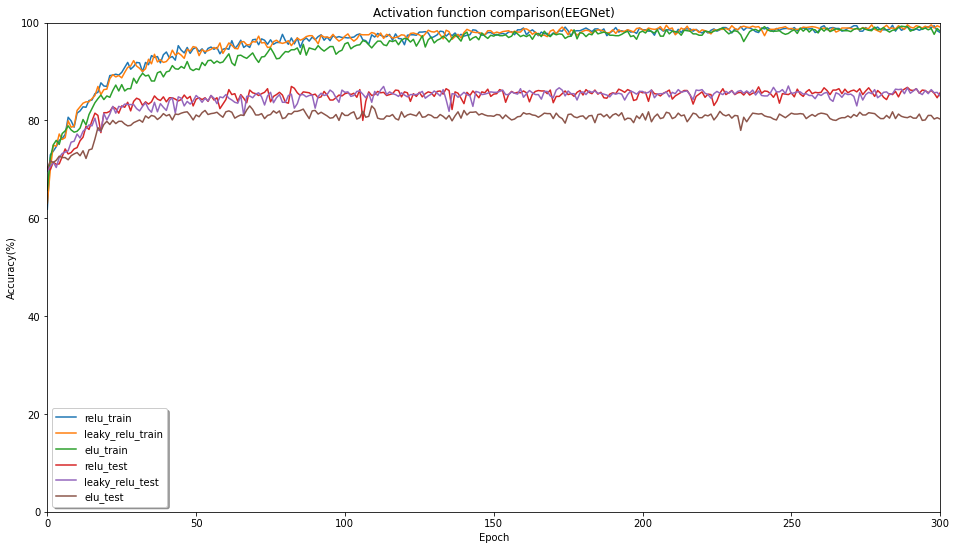 Activation function comparison(EEGNet)
100
80
60
40
20
0
Accuracy(%)
relu_train
leaky_relu_train
elu_train
relu_test
leaky_relu_test
elu_test
0 50 100 150 200 250 300
Epoch